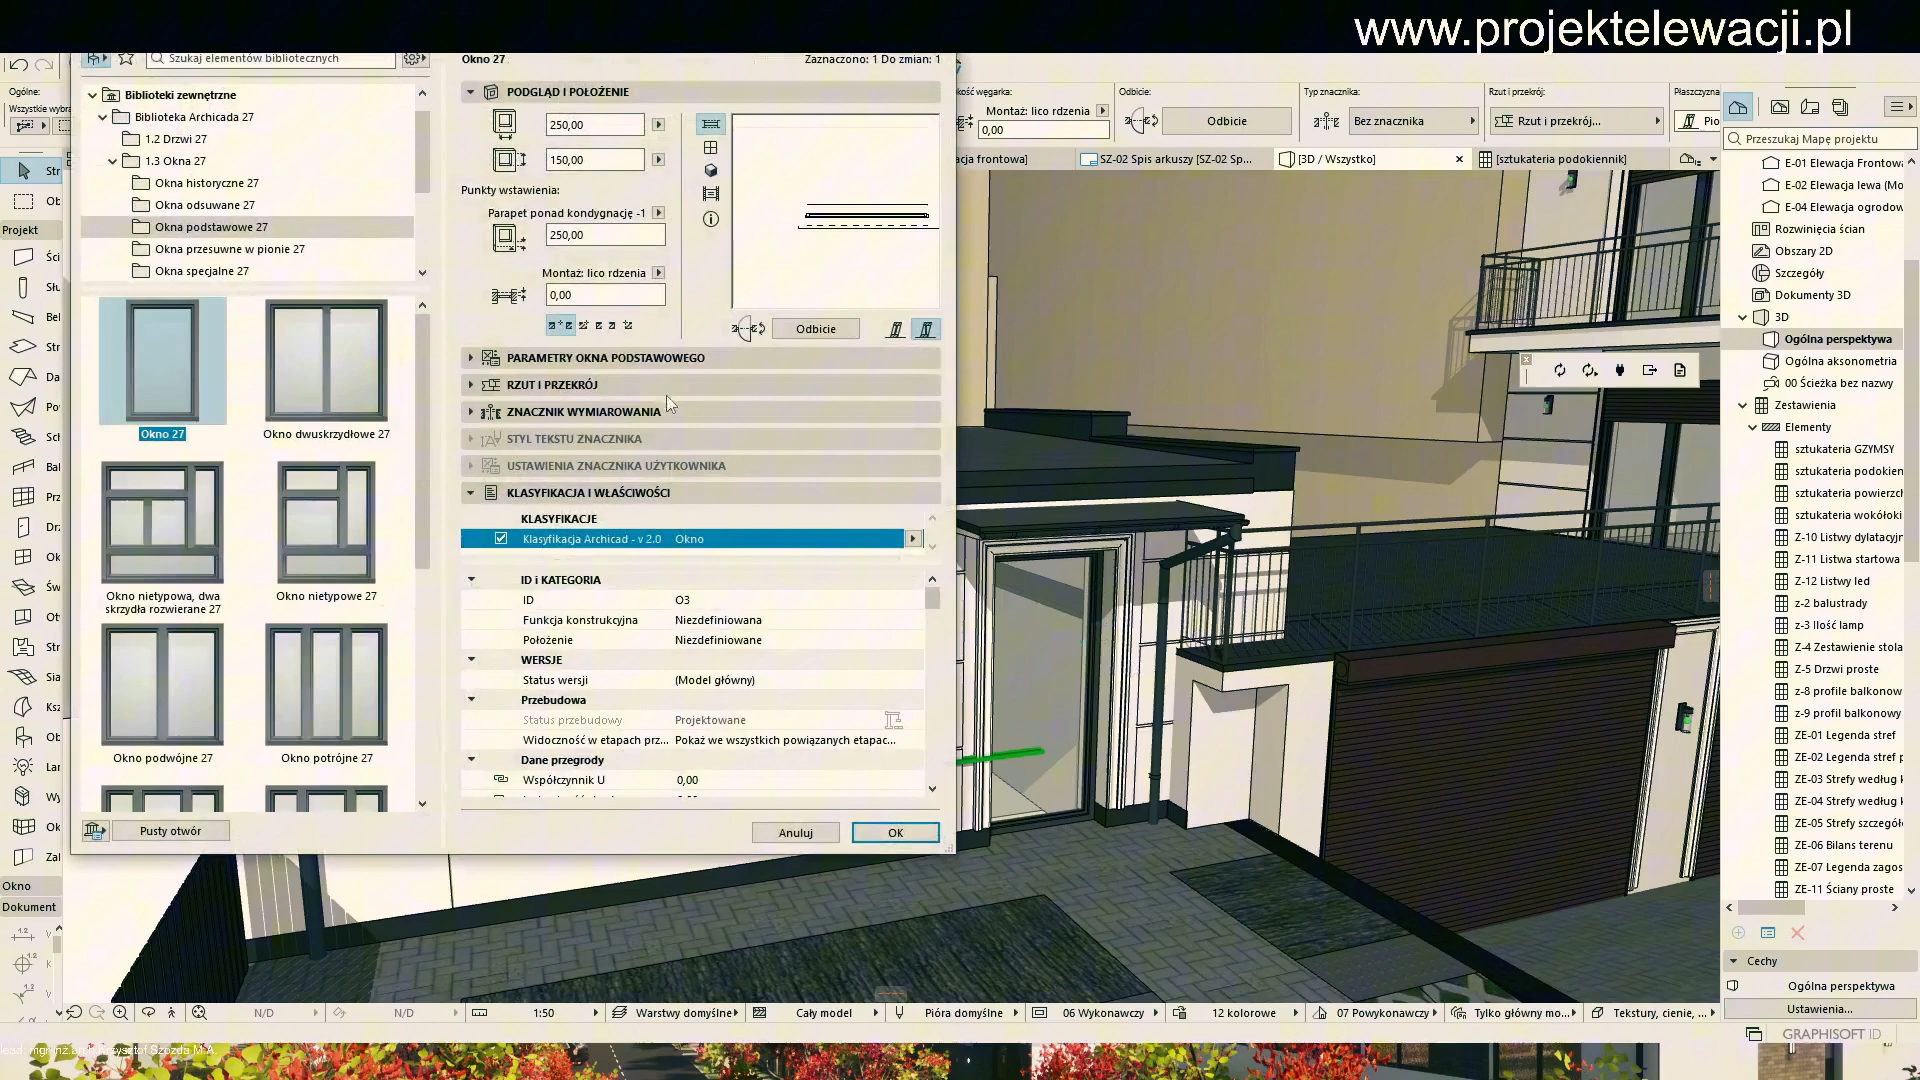 www.projektelewacji.pl
Szukaj elementów bibliotecznych
Okno 27
Zaznaczono: 1 Do zmian: 1
Ogólne:
Biblioteki zewnętrzne
Biblioteka Archicada 27
1.2 Drzwi 27
1.3 Okna 27
Okna historyczne 27
Okna odsuwane 27
Okna podstawowe 27
Okna przesuwne w pionie 27
Okna specjalne 27
Okno 27
Okno dwuskrzydłowe 27
Okno nietypowa, dwa
skrzydła rozwierane 27
Okno nietypowe 27
Okno podwójne 27
Okno potrójne 27
Pusty otwór
PODGLĄD I POŁOŻENIE
250,00
150,00
Punkty wstawienia:
Parapet ponad kondygnację -1
250,00
Montaż: lico rdzenia
0,00
Odbicie
PARAMETRY OKNA PODSTAWOWEGO
RZUT I PRZEKRÓJ
ZNACZNIK WYMIAROWANIA
STYL TEKSTU ZNACZNIKA
USTAWIENIA ZNACZNIKA UŻYTKOWNIKA
KLASYFIKACJA I WŁAŚCIWOŚCI
KLASYFIKACJE
Klasyfikacja Archicad - v 2.0 Okno
ID i KATEGORIA
ID O3
Funkcja konstrukcyjna Niezdefiniowana
Położenie Niezdefiniowane
WERSJE
Status wersji (Model główny)
Przebudowa
Status przebudowy Projektowane
Widoczność w etapach prz... Pokaż we wszystkich powiązanych etapac...
Dane przegrody
Współczynnik U 0,00
Anuluj
OK
Projekt
Okno
Dokument
węgarka:
Montaż: lico rdzenia
0,00
Odbicie:
Odbicie
Typ znacznika:
Bez znacznika
Rzut i przekrój:
Rzut i przekrój...
frontowa]
SZ-02 Spis arkuszy [SZ-02 Sp...
[3D / Wszystko]
[sztukateria podokiennik]
Przeszukaj Mapę projektu
E-01 Elewacja Frontowa
E-02 Elewacja lewa (Mo
E-04 Elewacja ogrodow
Rozwinięcia ścian
Obszary 2D
Szczegóły
Dokumenty 3D
3D
Ogólna perspektywa
Ogólna aksonometria
00 Ścieżka bez nazwy
Zestawienia
Elementy
sztukateria GZYMSY
sztukateria podokien
sztukateria powierzch
sztukateria wokółoki
Z-10 Listwy dylatacyjn
Z-11 Listwa startowa
Z-12 Listwy led
z-2 balustrady
z-3 Ilość lamp
Z-4 Zestawienie stola
Z-5 Drzwi proste
z-8 profile balkonow
z-9 profil balkonowy
ZE-01 Legenda stref
ZE-02 Legenda stref p
ZE-03 Strefy według k
ZE-04 Strefy według k
ZE-05 Strefy szczegół
ZE-06 Bilans terenu
ZE-07 Legenda zagos
ZE-11 Ściany proste
Cechy
Ogólna perspektywa
Ustawienia...
N/D
N/D
1:50
Warstwy domyślne
Cały model
Pióra domyślne
06 Wykonawczy
12 kolorowe
07 Powykonawczy
Tylko główny mo...
Tekstury, cienie, ...
GRAPHISOFT ID